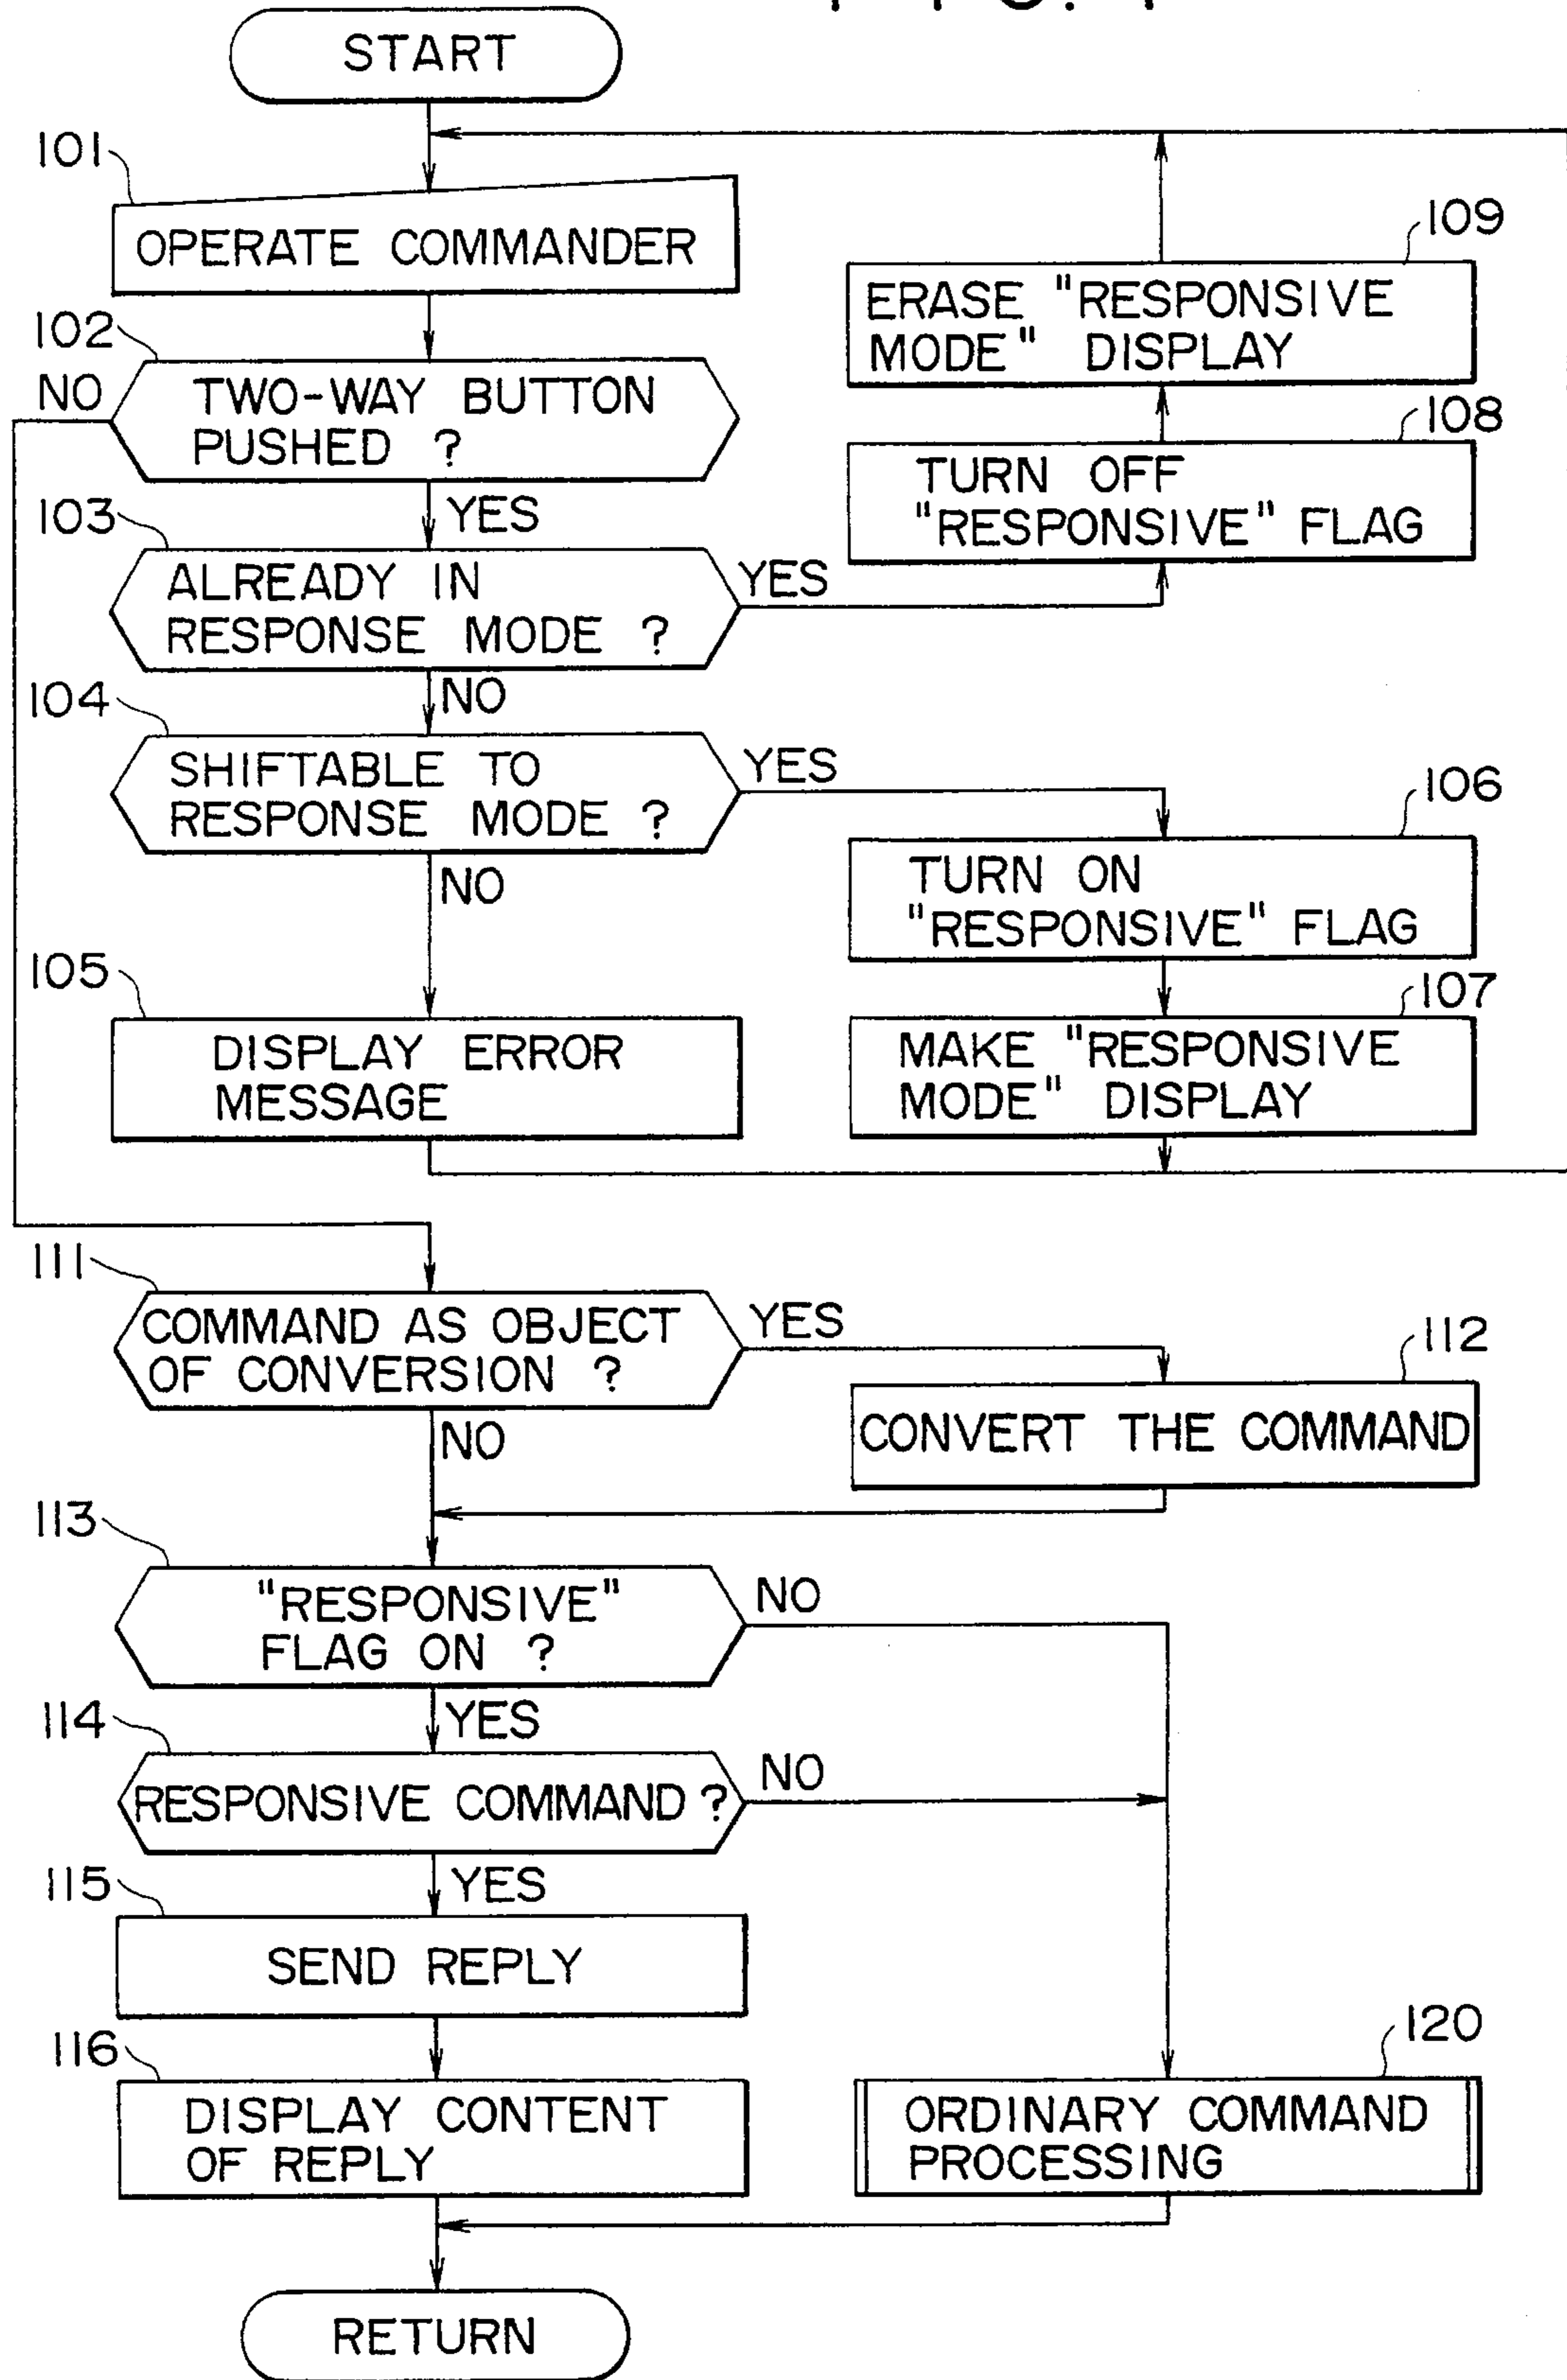 START
101
OPERATE COMMANDER
109
ERASE "RESPONSIVE
MODE" DISPLAY
102
NO
TWO-WAY BUTTON
PUSHED ?
108
TURN OFF
"RESPONSIVE" FLAG
YES
103
ALREADY IN
RESPONSE MODE ?
YES
NO
104
SHIFTABLE TO
RESPONSE MODE ?
YES
106
TURN ON
"RESPONSIVE" FLAG
NO
105
DISPLAY ERROR
MESSAGE
107
MAKE "RESPONSIVE
MODE" DISPLAY
111
COMMAND AS OBJECT
OF CONVERSION ?
YES
112
CONVERT THE COMMAND
NO
113
"RESPONSIVE"
FLAG ON ?
NO
YES
114
RESPONSIVE COMMAND ?
NO
YES
115
SEND REPLY
116
DISPLAY CONTENT
OF REPLY
120
ORDINARY COMMAND
PROCESSING
RETURN